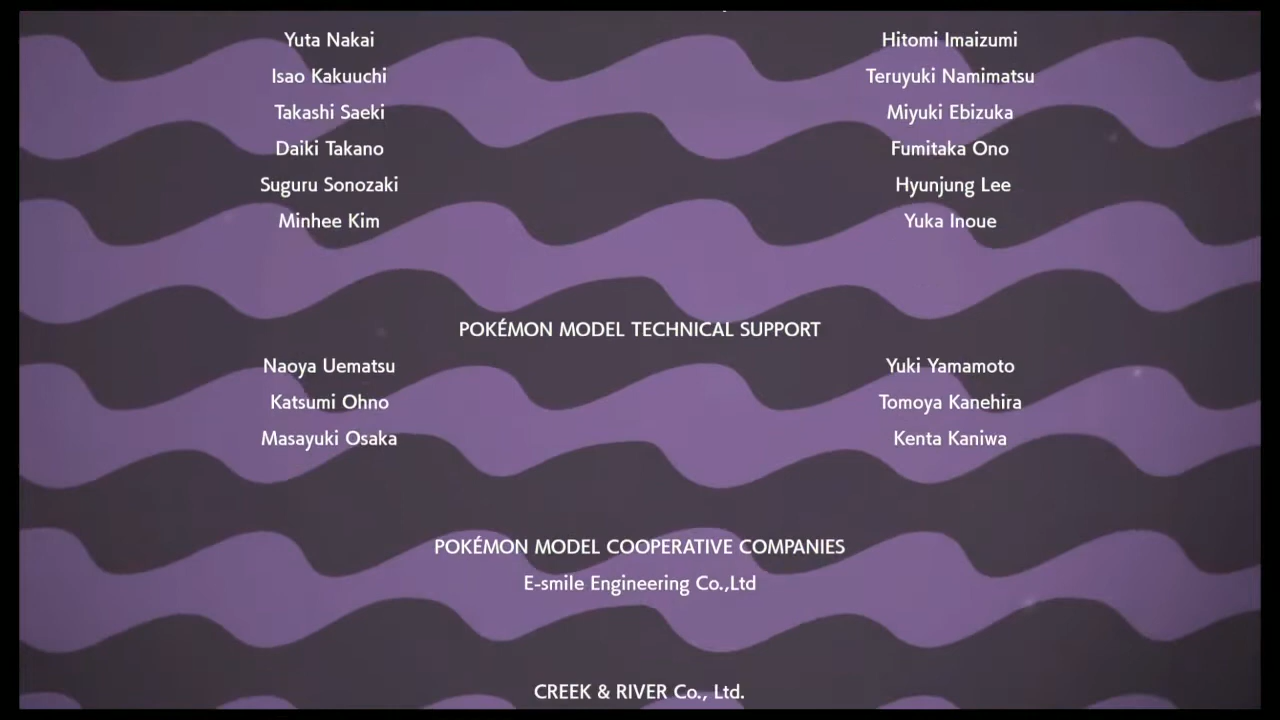 Yuta Nakai Hitomi Imaizumi
Isao Kakuuchi Teruyuki Namimatsu
Takashi Saeki Miyuki Ebizuka
Daiki Takano Fumitaka Ono
Suguru Sonozaki Hyunjung Lee
Minhee Kim Yuka Inoue
POKÉMON MODEL TECHNICAL SUPPORT
Naoya Uematsu Yuki Yamamoto
Katsumi Ohno Tomoya Kanehira
Masayuki Osaka Kenta Kaniwa
POKÉMON MODEL COOPERATIVE COMPANIES
E-smile Engineering Co.,Ltd
CREEK & RIVER Co., Ltd.